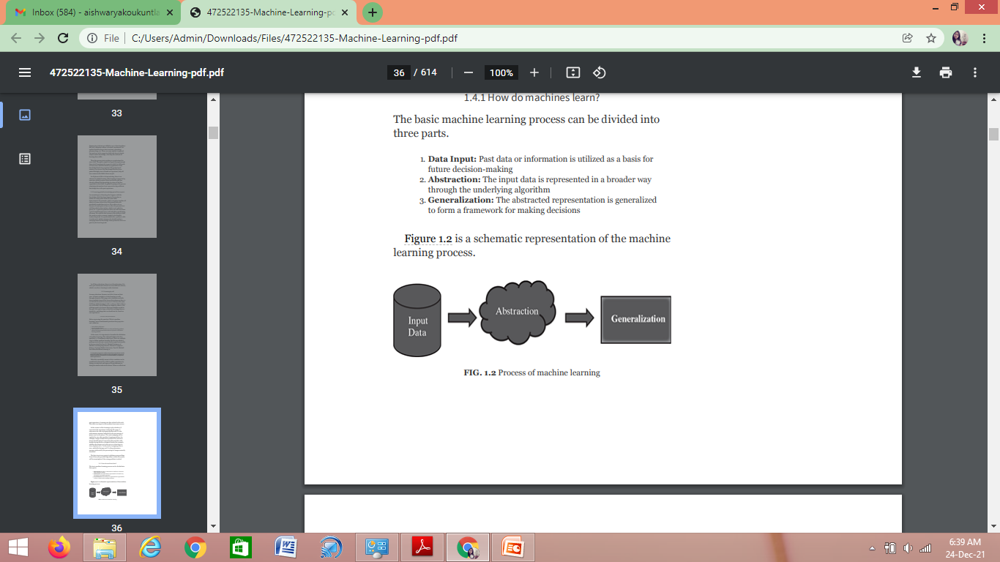 Inbox (584) - aishwaryakoukuntla
472522135-Machine-Learning-pdf
File
C:/Users/Admin/Downloads/Files/472522135-Machine-Learning-pdf.pdf
472522135-Machine-Learning-pdf.pdf
36 / 614
100%
33
34
35
36
1.4.1 How do machines learn?
The basic machine learning process can be divided into
three parts.
1. Data Input: Past data or information is utilized as a basis for
future decision-making
2. Abstraction: The input data is represented in a broader way
through the underlying algorithm
3. Generalization: The abstracted representation is generalized
to form a framework for making decisions
Figure 1.2 is a schematic representation of the machine
learning process.
Input
Data
Abstraction
Generalization
FIG. 1.2 Process of machine learning
6:39 AM
24-Dec-21